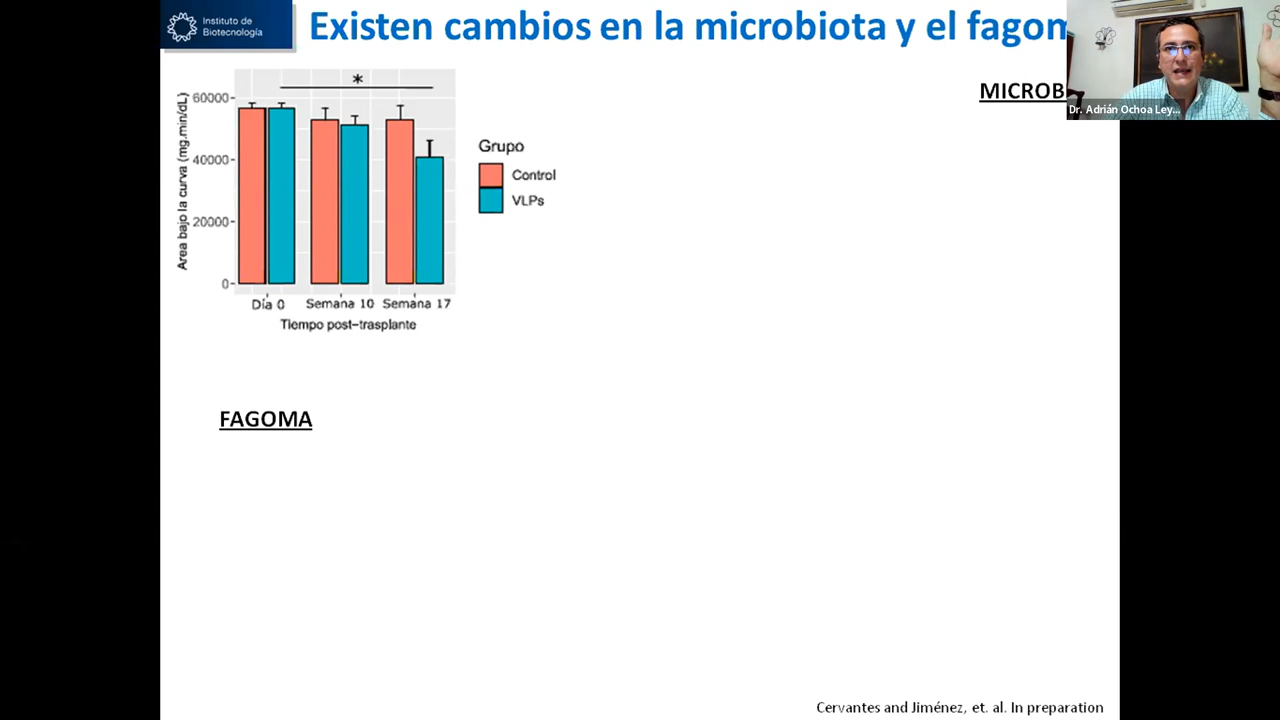 Instituto de
Biotecnología
Existen cambios en la microbiota y el fagom
MICROB
Dr. Adrián Ochoa Ley...
*
Area bajo la curva (mg.min/dL)
60000
40000
20000
0
Día 0
Semana 10
Semana 17
Tiempo post-trasplante
Grupo
Control
VLPs
FAGOMA
Cervantes and Jiménez, et. al. In preparation